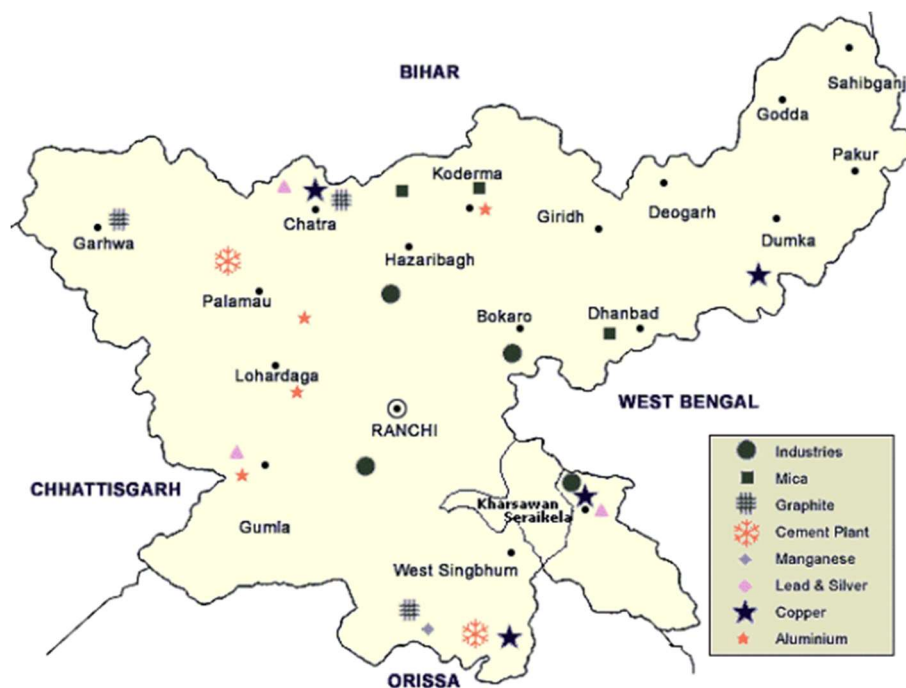 BIHAR
Sahibganj
Godda
Pakur
Koderma
Chatra
Giridh
Deogarh
Garhwa
Dumka
Hazaribagh
Palamau
Bokaro
Dhanbad
Lohardaga
WEST BENGAL
RANCHI
CHHATTISGARH
Gumla
Kharsawan
Seraikela
West Singbhum
ORISSA
Industries
Mica
Graphite
Cement Plant
Manganese
Lead & Silver
Copper
Aluminium